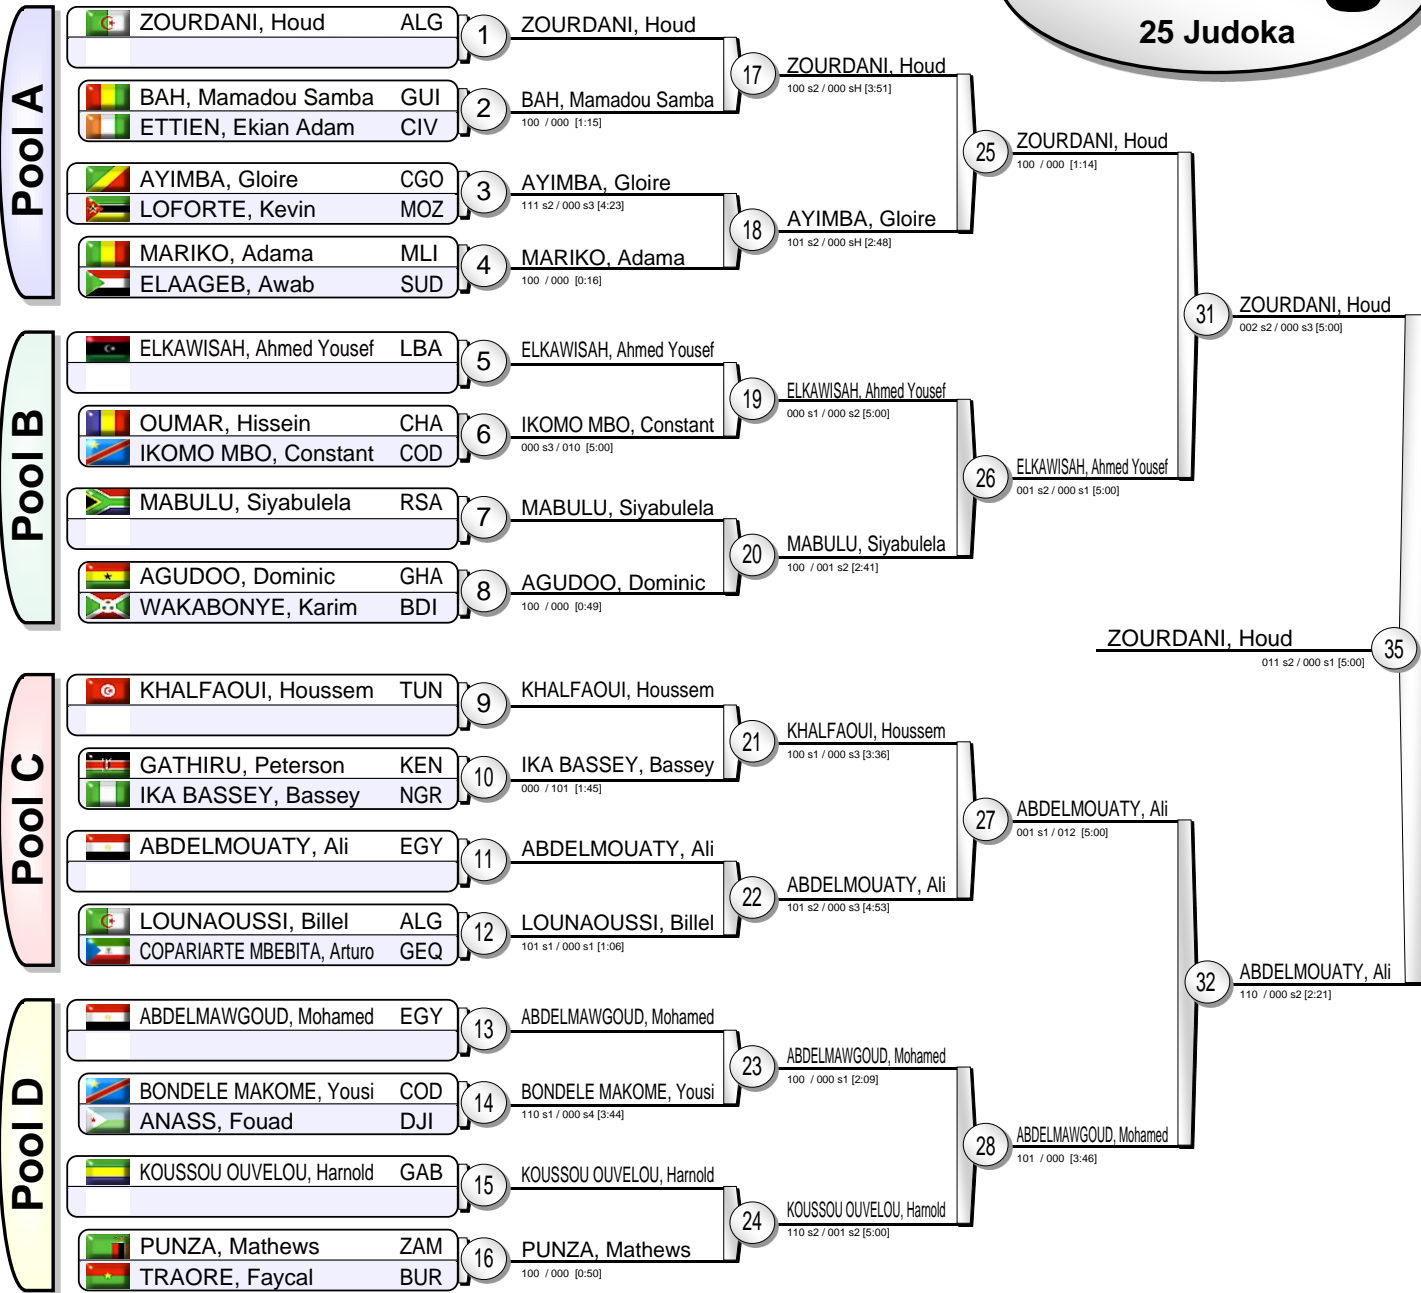 25 Judoka
Pool A
ZOURDANI, Houd ALG
1
BAH, Mamadou Samba GUI
ETTIEN, Ekian Adam CIV
2
AYIMBA, Gloire CGO
LOFORTE, Kevin MOZ
3
MARIKO, Adama MLI
ELAAGEB, Awab SUD
4
ZOURDANI, Houd
BAH, Mamadou Samba
100 / 000 [1:15]
17
AYIMBA, Gloire
111 s2 / 000 s3 [4:23]
MARIKO, Adama
100 / 000 [0:16]
18
ZOURDANI, Houd
100 s2 / 000 sH [3:51]
AYIMBA, Gloire
101 s2 / 000 sH [2:48]
25
ZOURDANI, Houd
100 / 000 [1:14]
Pool B
ELKAWISAH, Ahmed Yousef LBA
5
OUMAR, Hissein CHA
IKOMO MBO, Constant COD
6
MABULU, Siyabulela RSA
7
AGUDOO, Dominic GHA
WAKABONYE, Karim BDI
8
ELKAWISAH, Ahmed Yousef
IKOMO MBO, Constant
000 s3 / 010 [5:00]
19
MABULU, Siyabulela
AGUDOO, Dominic
100 / 000 [0:49]
20
ELKAWISAH, Ahmed Yousef
000 s1 / 000 s2 [5:00]
MABULU, Siyabulela
100 / 001 s2 [2:41]
26
ELKAWISAH, Ahmed Yousef
001 s2 / 000 s1 [5:00]
31
ZOURDANI, Houd
002 s2 / 000 s3 [5:00]
ZOURDANI, Houd
011 s2 / 000 s1 [5:00]
35
Pool C
KHALFAOUI, Houssem TUN
9
GATHIRU, Peterson KEN
IKA BASSEY, Bassey NGR
10
ABDELMOUATY, Ali EGY
11
LOUNAOUSSI, Billel ALG
COPARIARTE MBEBITA, Arturo GEQ
12
KHALFAOUI, Houssem
IKA BASSEY, Bassey
000 / 101 [1:45]
21
ABDELMOUATY, Ali
LOUNAOUSSI, Billel
101 s1 / 000 s1 [1:06]
22
KHALFAOUI, Houssem
100 s1 / 000 s3 [3:36]
ABDELMOUATY, Ali
101 s2 / 000 s3 [4:53]
27
ABDELMOUATY, Ali
001 s1 / 012 [5:00]
Pool D
ABDELMAWGOUD, Mohamed EGY
13
BONDELE MAKOME, Yousi COD
ANASS, Fouad DJI
14
KOUSSOU OUVELOU, Harnold GAB
15
PUNZA, Mathews ZAM
TRAORE, Faycal BUR
16
ABDELMAWGOUD, Mohamed
BONDELE MAKOME, Yousi
110 s1 / 000 s4 [3:44]
23
KOUSSOU OUVELOU, Harnold
PUNZA, Mathews
100 / 000 [0:50]
24
ABDELMAWGOUD, Mohamed
100 / 000 s1 [2:09]
KOUSSOU OUVELOU, Harnold
110 s2 / 001 s2 [5:00]
28
ABDELMAWGOUD, Mohamed
101 / 000 [3:46]
32
ABDELMOUATY, Ali
110 / 000 s2 [2:21]